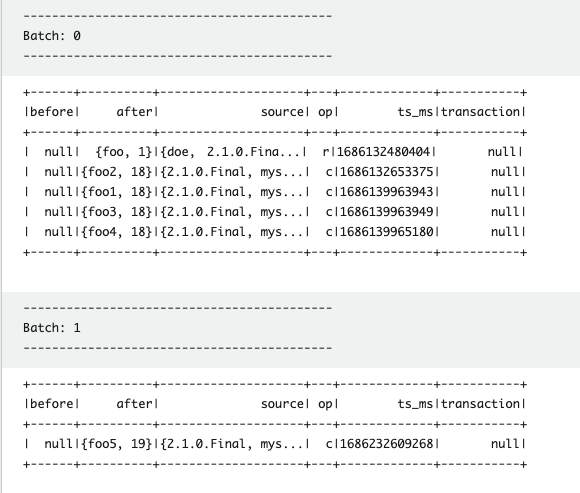 -------------------------------------------
Batch: 0
-------------------------------------------
+------+----------+--------------------+---+-------------+-----------+
|before|     after|              source| op|        ts_ms|transaction|
+------+----------+--------------------+---+-------------+-----------+
|  null|  {foo, 1}|{doe, 2.1.0.Fina...|  r|1686132480404|       null|
|  null|{foo2, 18}|{2.1.0.Final, mys...|  c|1686132653375|       null|
|  null|{foo1, 18}|{2.1.0.Final, mys...|  c|1686139963943|       null|
|  null|{foo3, 18}|{2.1.0.Final, mys...|  c|1686139963949|       null|
|  null|{foo4, 18}|{2.1.0.Final, mys...|  c|1686139965180|       null|
+------+----------+--------------------+---+-------------+-----------+
-------------------------------------------
Batch: 1
-------------------------------------------
+------+----------+--------------------+---+-------------+-----------+
|before|     after|              source| op|        ts_ms|transaction|
+------+----------+--------------------+---+-------------+-----------+
|  null|{foo5, 19}|{2.1.0.Final, mys...|  c|1686232609268|       null|
+------+----------+--------------------+---+-------------+-----------+